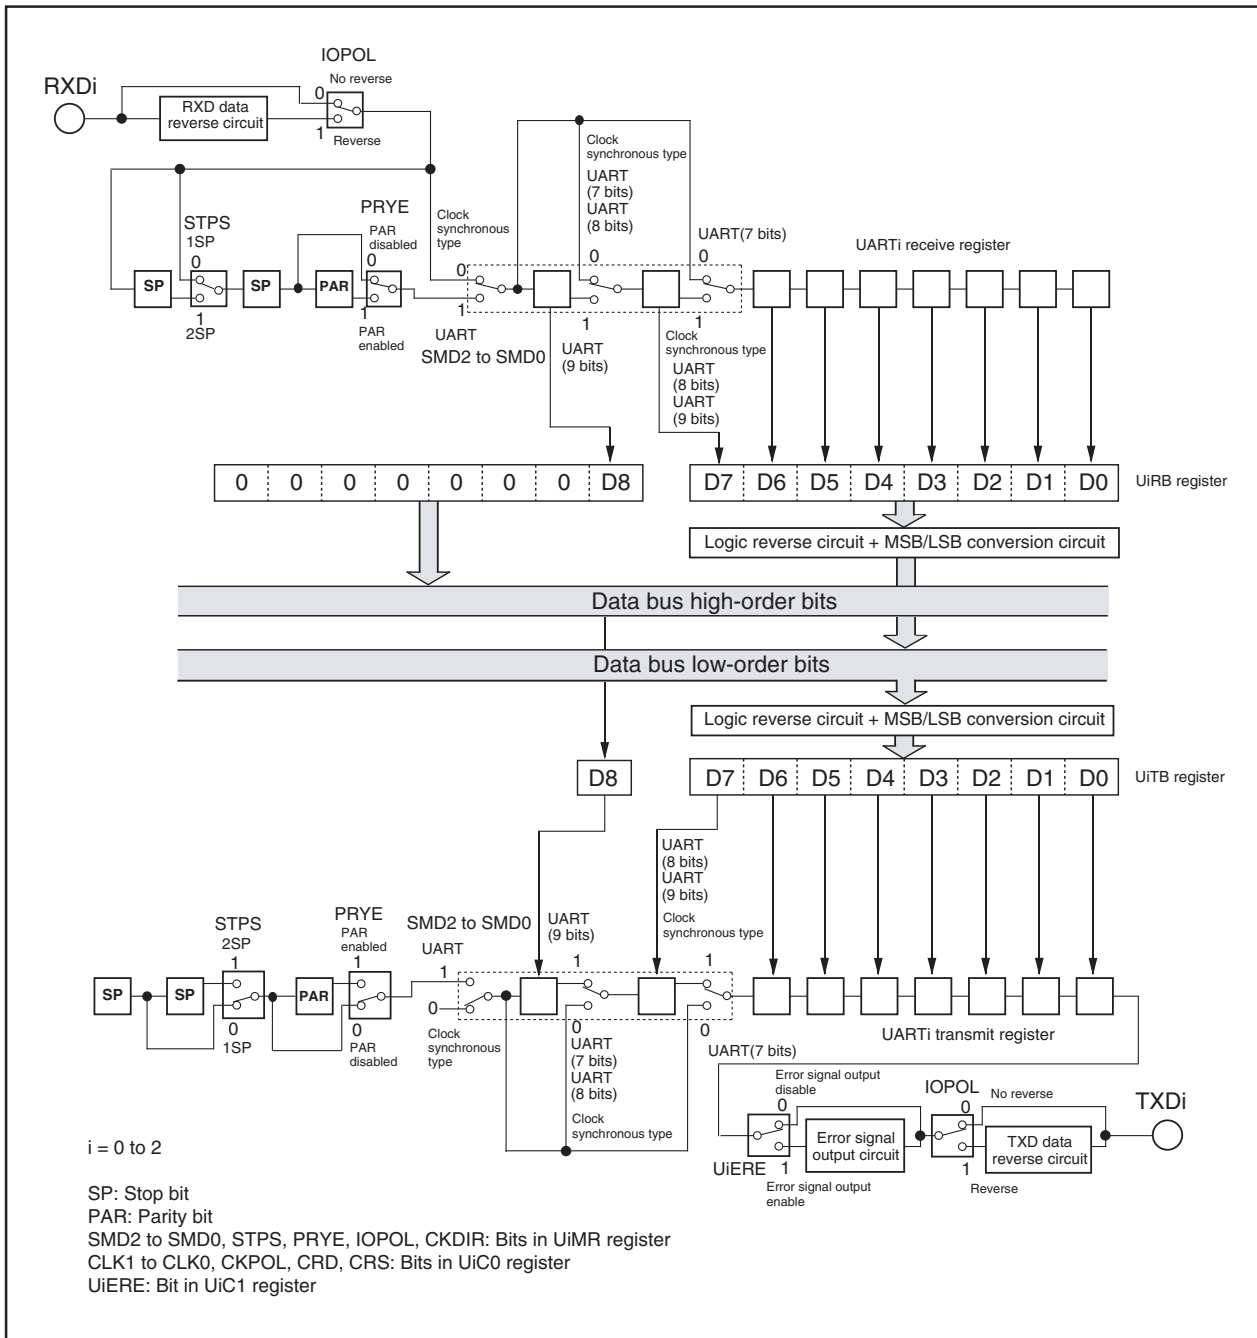 IOPOL
No reverse
RXDi
0
RXD data
reverse circuit
1
Reverse
Clock
synchronous type
UART
(7 bits)
UART
(8 bits)
STPS
1SP
0
PRYE
PAR
disabled
0
Clock
synchronous
type
0
0
UART(7 bits)
0
UARTi receive register
SP
SP
PAR
1
2SP
1
PAR
enabled
1
UART
SMD2 to SMD0
1
UART
(9 bits)
1
Clock
synchronous type
UART
(8 bits)
UART
(9 bits)
0 0 0 0 0 0 0 D8
D7 D6 D5 D4 D3 D2 D1 D0
UiRB register
Logic reverse circuit + MSB/LSB conversion circuit
Data bus high-order bits
Data bus low-order bits
Logic reverse circuit + MSB/LSB conversion circuit
D8
D7 D6 D5 D4 D3 D2 D1 D0
UiTB register
UART
(8 bits)
UART
(9 bits)
Clock
synchronous type
STPS
2SP
1
PRYE
PAR
enabled
1
SMD2 to SMD0
UART
1
UART
(9 bits)
1
1
SP
SP
PAR
0
1SP
0
PAR
disabled
0
Clock
synchronous
type
0
UART
(7 bits)
UART
(8 bits)
Clock
synchronous type
0
UART(7 bits)
UARTi transmit register
Error signal output
disable
0
IOPOL
0
No reverse
TXDi
Error signal
output circuit
TXD data
reverse circuit
UiERE
1
Error signal output
enable
1
Reverse
i = 0 to 2
SP: Stop bit
PAR: Parity bit
SMD2 to SMD0, STPS, PRYE, IOPOL, CKDIR: Bits in UiMR register
CLK1 to CLK0, CKPOL, CRD, CRS: Bits in UiC0 register
UiERE: Bit in UiC1 register